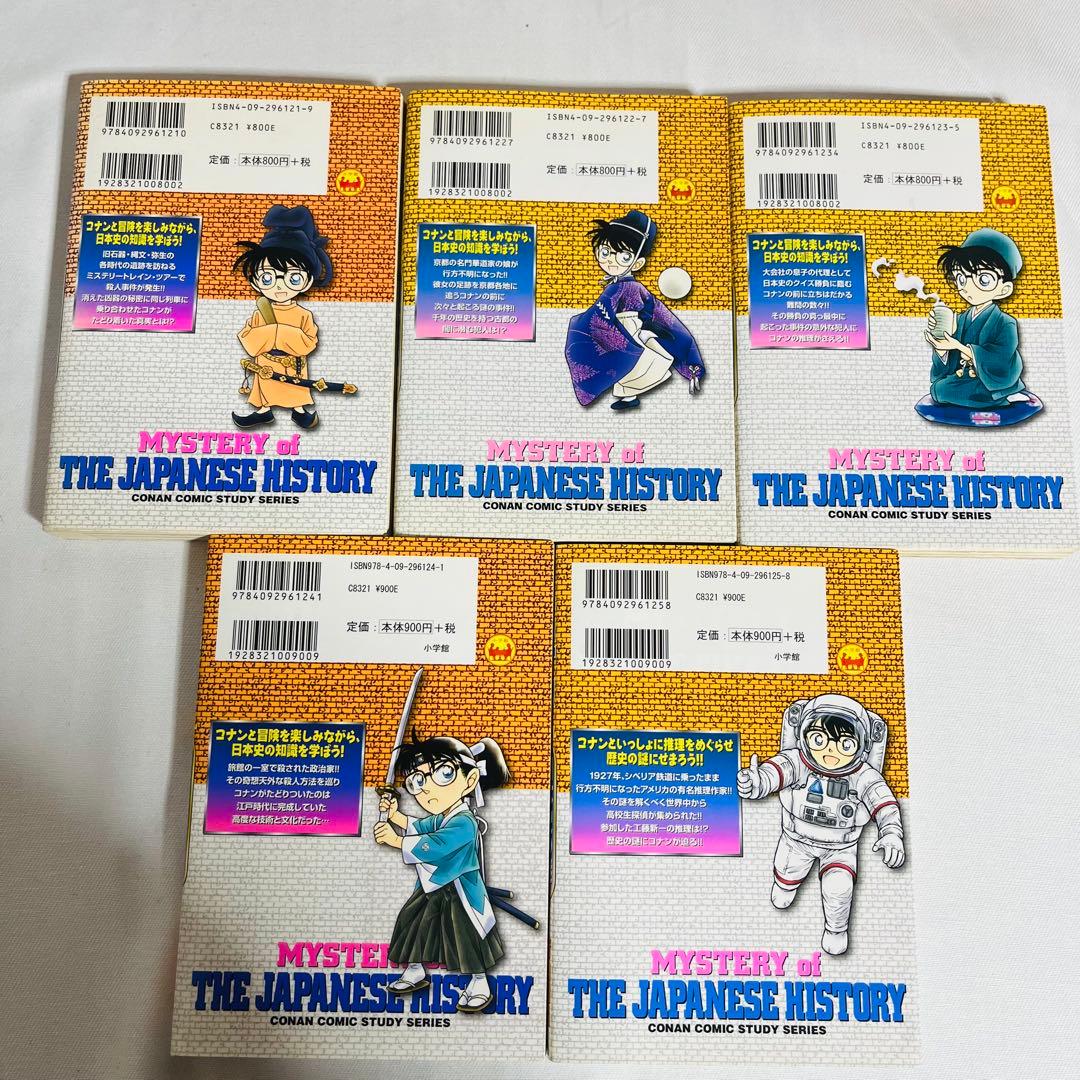 ISBN4-09-296121-9
9784092961210
C8321 ¥800E
定価：本体800円+税
1928321008002
コナンと冒険を楽しみながら、
日本史の知識を学ぼう!
旧石器・縄文・弥生の
各時代の遺跡を訪ねる
ミステリートレイン・ツアーで
殺人事件が発生!!
消えた凶器の秘密に同じ列車に
乗り合わせたコナンが
たどり着いた真実とは!?
MYSTERY of
THE JAPANESE HISTORY
CONAN COMIC STUDY SERIES
ISBN4-09-296122-7
9784092961227
C8321 ¥800E
定価：本体800円+税
1928321008002
コナンと冒険を楽しみながら、
日本史の知識を学ぼう!
京都の名門華道家の娘が
行方不明になった!!
彼女の足跡を京都各地に
追うコナンの前に
次々と起こる謎の事件!!
千年の歴史を持つ古都の
闇に潜む犯人は!?
MYSTERY of
THE JAPANESE HISTORY
CONAN COMIC STUDY SERIES
ISBN4-09-296123-5
9784092961234
C8321 ¥800E
定価：本体800円+税
1928321008002
コナンと冒険を楽しみながら、
日本史の知識を学ぼう!
大会社の息子の代理として
日本史のクイズ勝負に臨む
コナンの前に立ちはだかる
難問の数々!!
その勝負の真っ最中に
起こった事件の意外な犯人に
コナンの推理がさえる!!
MYSTERY of
THE JAPANESE HISTORY
CONAN COMIC STUDY SERIES
ISBN978-4-09-296124-1
9784092961241
C8321 ¥900E
定価：本体900円+税
1928321009009
小学館
コナンと冒険を楽しみながら、
日本史の知識を学ぼう!
旅館の一室で殺された政治家!!
その奇想天外な殺人方法を巡り
コナンがたどりついたのは
江戸時代に完成していた
高度な技術と文化だった…
MYSTERY
THE JAPANESE HISTORY
CONAN COMIC STUDY SERIES
ISBN978-4-09-296125-8
9784092961258
C8321 ¥900E
定価：本体900円+税
1928321009009
小学館
コナンといっしょに推理をめぐらせ
歴史の謎にせまろう!!
1927年、シベリア鉄道に乗ったまま
行方不明になったアメリカの有名推理作家!!
その謎を解くべく世界中から
高校生探偵が集められた!!
参加した工藤新一の推理は!?
歴史の謎にコナンが迫る!!
MYSTERY of
THE JAPANESE HISTORY
CONAN COMIC STUDY SERIES